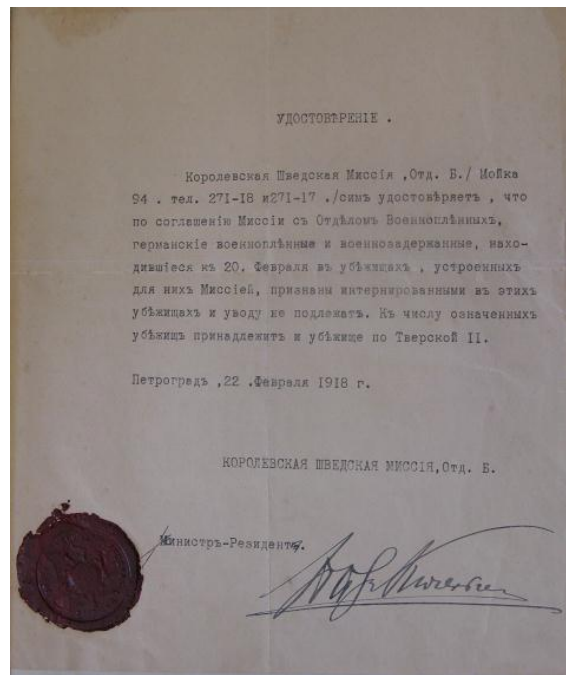 УДОСТОВѢРЕНІЕ .
Королевская Шведская Миссія ,Отд. Б./ Мойка
94 . тел. 271-18 и271-17 ./симъ удостовѣряетъ , что
по соглашенію Миссіи съ Отдѣломъ Военноплѣнныхъ,
германскіе военноплѣнные и военнозадержанные, нахо-
дившіеся къ 20. Февраля въ убѣжищахъ , устроенныхъ
для нихъ Миссіей, признаны интернированными въ этихъ
убѣжищахъ и уводу не подлежатъ. Къ числу означенныхъ
убѣжищъ принадлежитъ и убѣжище по Тверской II.
Петроградъ ,22 .Февраля 1918 г.
КОРОЛЕВСКАЯ ШВЕДСКАЯ МИССІЯ,Отд. Б.
Министръ-Резидентъ.